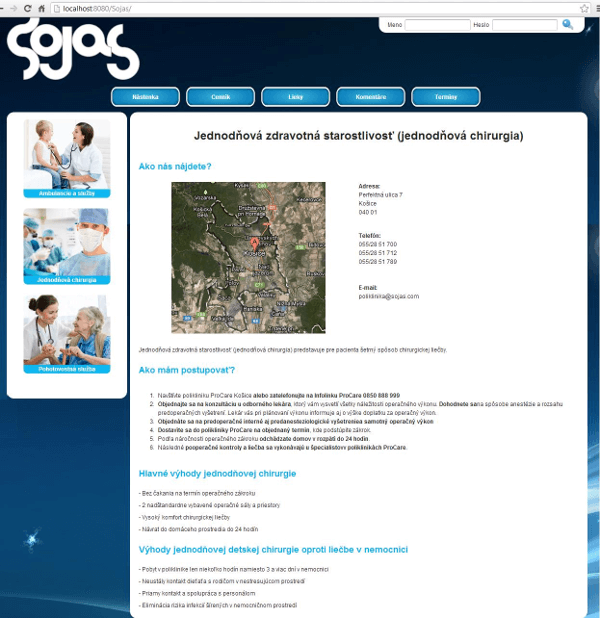 localhost:8080/Sojas/
sojas
Meno
Heslo
Nástenka
Cenník
Lieky
Komentáre
Termíny
Ambulancie a služby
Jednodňová chirurgia
Pohotovostná služba
Jednodňová zdravotná starostlivosť (jednodňová chirurgia)
Ako nás nájdete?
Košice
Adresa:
Perfektná ulica 7
Košice
040 01
Telefón:
055/28 51 700
055/28 51 712
055/28 51 789
E-mail:
poliklinika@sojas.com
Jednodňová zdravotná starostlivosť (jednodňová chirurgia) predstavuje pre pacienta šetrný spôsob chirurgickej liečby.
Ako mám postupovať?
1. Navštívte polikliniku ProCare Košice alebo zatelefonujte na Infolinku ProCare 0850 888 999
2. Objednajte sa na konzultáciu u odborného lekára, ktorý vám vysvetlí všetky náležitosti operačného výkonu. Dohodnete sa na spôsobe anestézie a rozsahu
predoperačných vyšetrení. Lekár vás pri plánovaní výkonu informuje aj o výške doplatku za operačný výkon.
3. Objednáte sa na predoperačné interné aj predanesteziologické vyšetrenie a samotný operačný výkon
4. Dostavíte sa do polikliniky ProCare na objednaný termín, kde podstúpite zákrok.
5. Podľa náročnosti operačného zákroku odchádzate domov v rozpätí do 24 hodín.
6. Následné pooperačné kontroly a liečba sa vykonávajú u špecialistov v poliklinikách ProCare.
Hlavné výhody jednodňovej chirurgie
- Bez čakania na termín operačného zákroku
- 2 nadštandardne vybavené operačné sály a priestory
- Vysoký komfort chirurgickej liečby
- Návrat do domáceho prostredia do 24 hodín
Výhody jednodňovej detskej chirurgie oproti liečbe v nemocnici
- Pobyt v poliklinike len niekoľko hodín namiesto 3 a viac dní v nemocnici
- Neustály kontakt dieťaťa s rodičom v nestresujúcom prostredí
- Priamy kontakt a spolupráca s personálom
- Eliminácia rizika infekcií šírených v nemocničnom prostredí